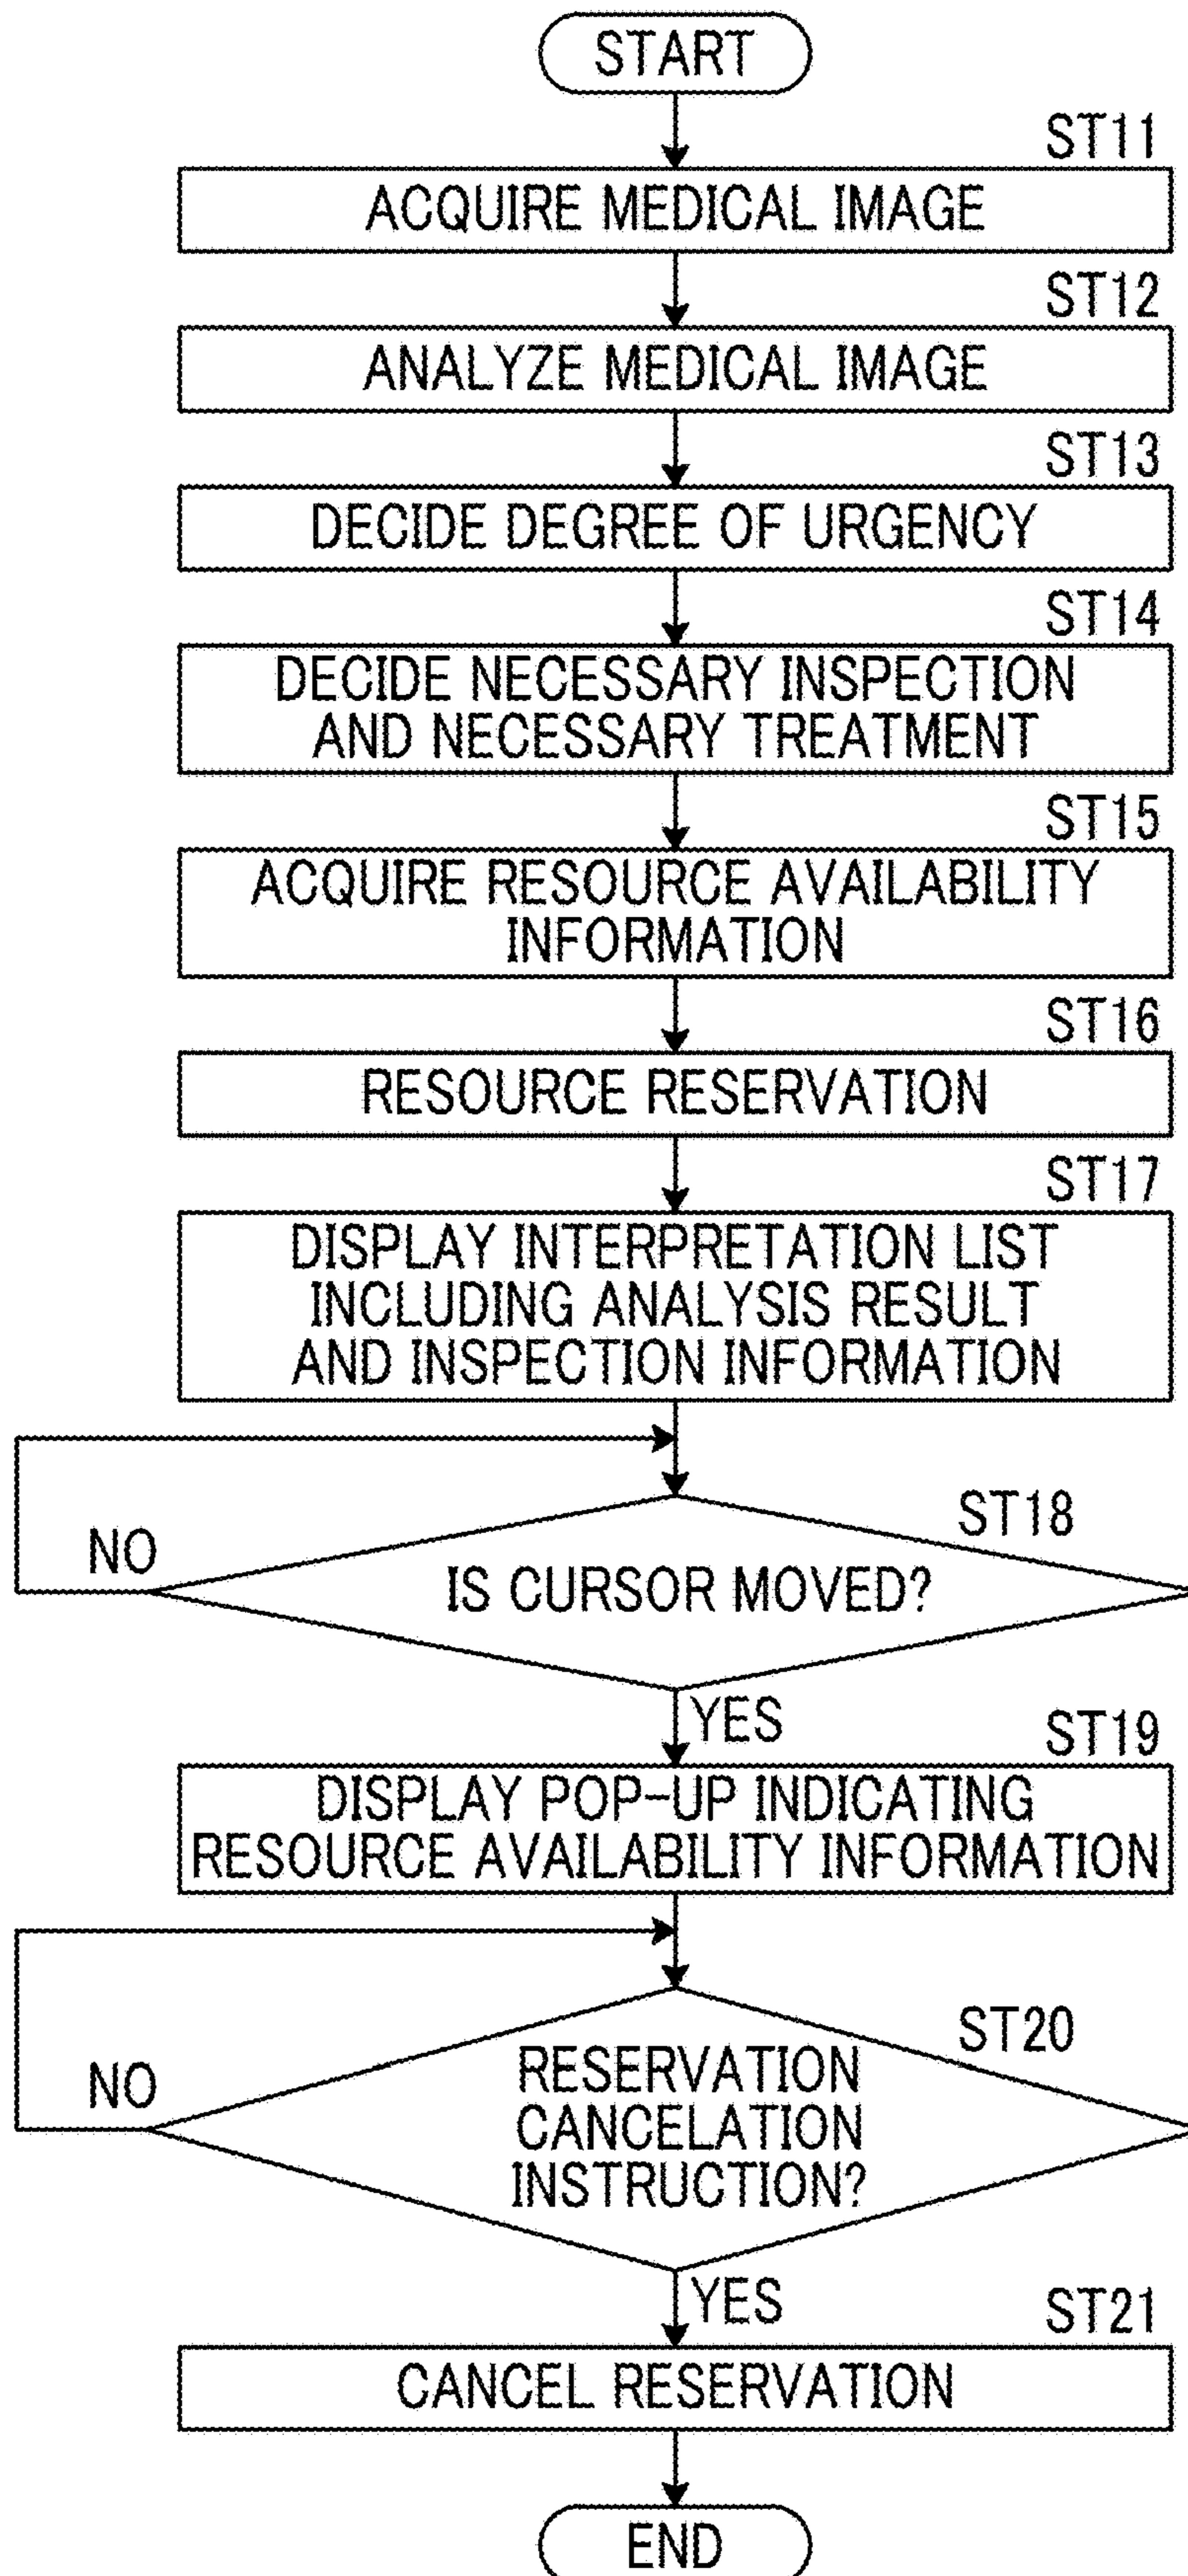 START
ST11
ACQUIRE MEDICAL IMAGE
ST12
ANALYZE MEDICAL IMAGE
ST13
DECIDE DEGREE OF URGENCY
ST14
DECIDE NECESSARY INSPECTION
AND NECESSARY TREATMENT
ST15
ACQUIRE RESOURCE AVAILABILITY
INFORMATION
ST16
RESOURCE RESERVATION
ST17
DISPLAY INTERPRETATION LIST
INCLUDING ANALYSIS RESULT
AND INSPECTION INFORMATION
ST18
NO
IS CURSOR MOVED?
YES
ST19
DISPLAY POP-UP INDICATING
RESOURCE AVAILABILITY INFORMATION
ST20
NO
RESERVATION
CANCELATION
INSTRUCTION?
YES
ST21
CANCEL RESERVATION
END